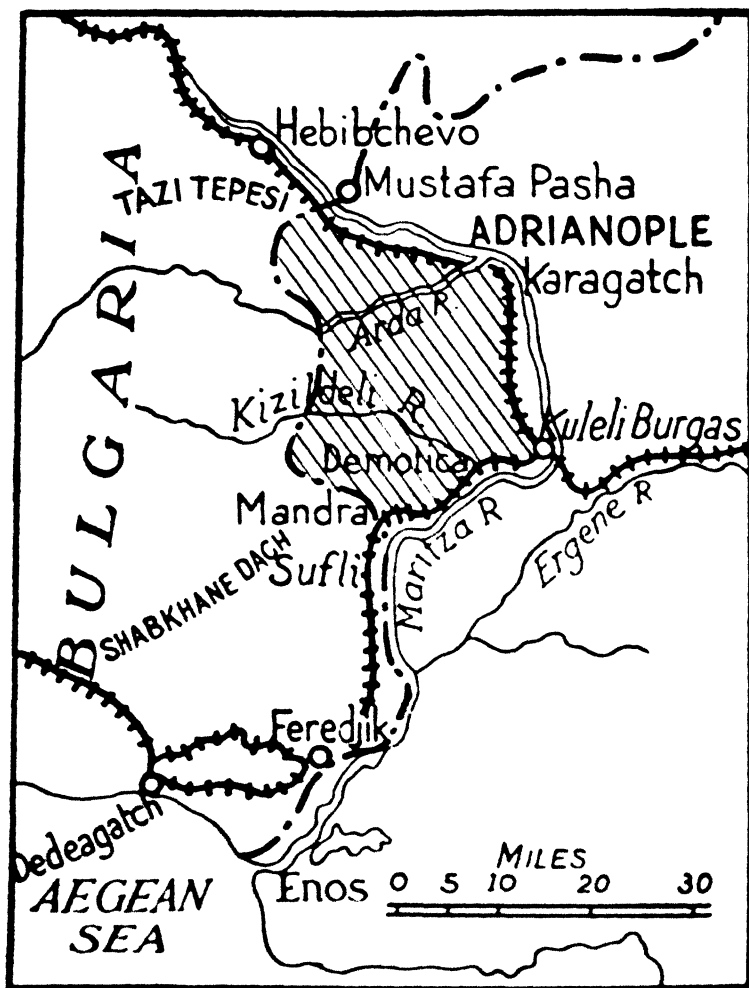 Hebibchevo
TAZI TEPESI
Mustafa Pasha
ADRIANOPLE
Karagatch
Arda R.
BULGARIA
Kizildeli R.
Kuleli Burgas
Demotica
Mandra
Maritza R
Ergene R
Sufli
SHABKHANE DAGH
Feredjik
Dedeagatch
AEGEAN
SEA
Enos
MILES
0 5 10 20 30